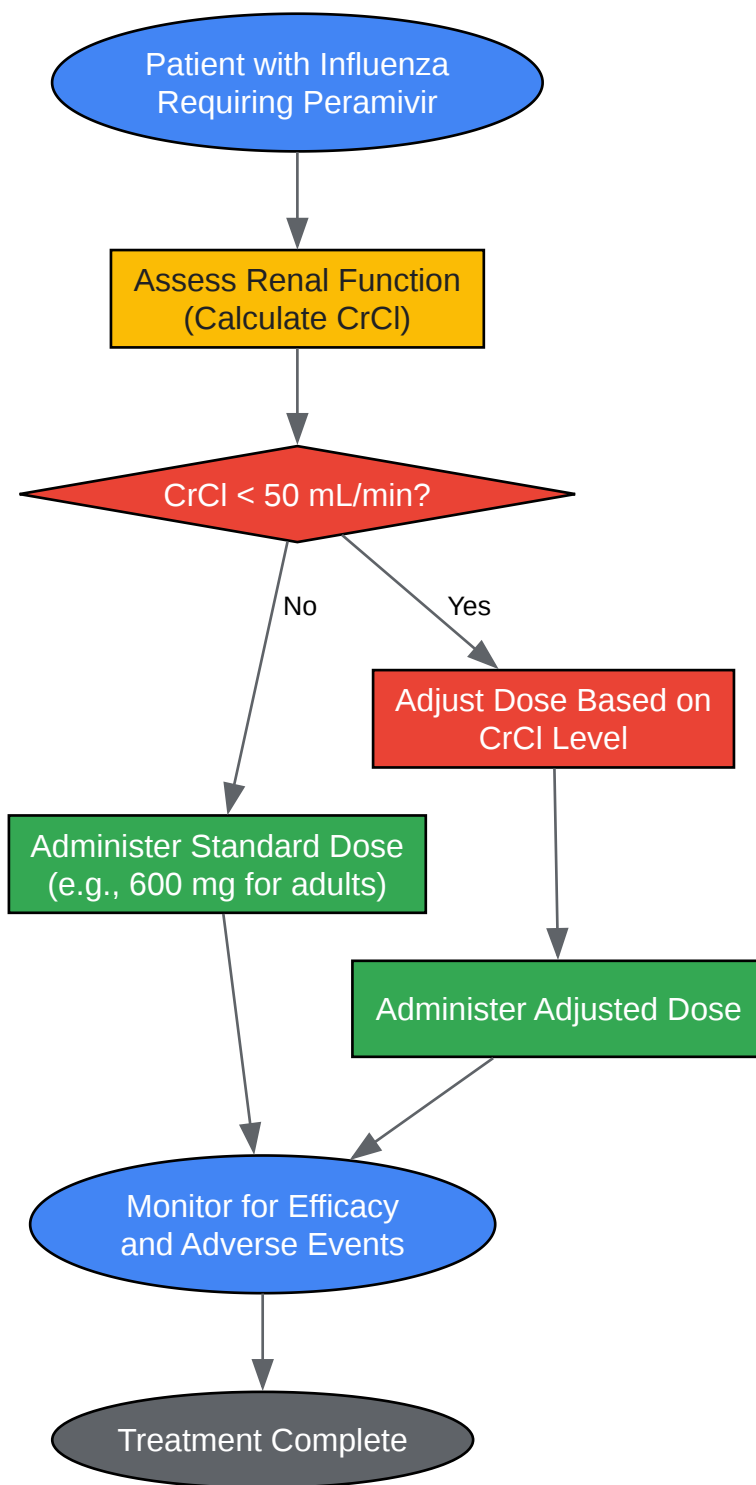 Patient with Influenza
Requiring Peramivir
Assess Renal Function
(Calculate CrCl)
CrCl < 50 mL/min?
No
Yes
Adjust Dose Based on
CrCl Level
Administer Standard Dose
(e.g., 600 mg for adults)
Administer Adjusted Dose
Monitor for Efficacy
and Adverse Events
Treatment Complete